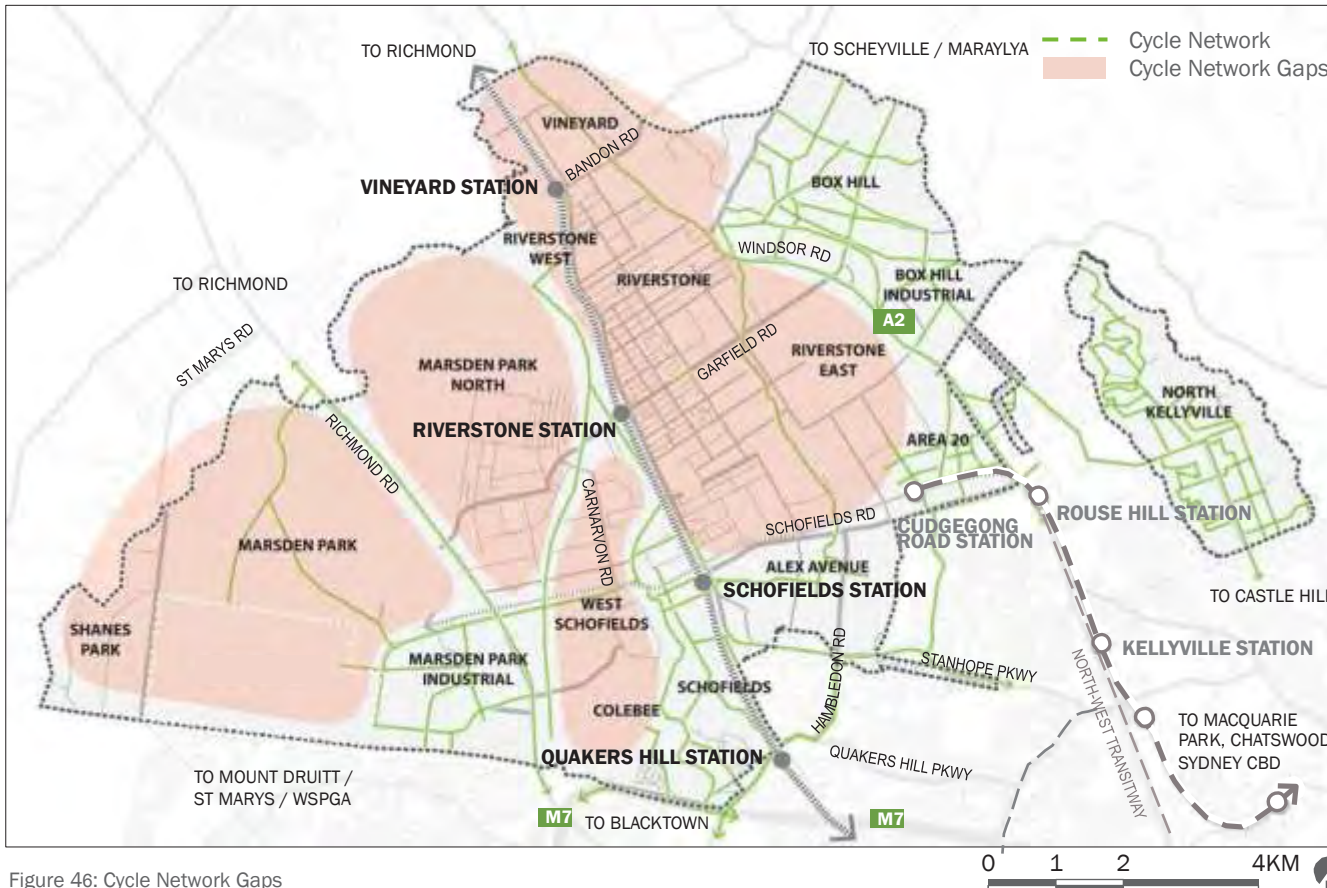 TO RICHMOND
TO SCHEYVILLE / MARAYLYA
Cycle Network
Cycle Network Gaps
VINEYARD
BANDON RD
VINEYARD STATION
BOX HILL
RIVERSTONE
WEST
WINDSOR RD
TO RICHMOND
RIVERSTONE
BOX HILL
INDUSTRIAL
A2
ST MARYS RD
GARFIELD RD
RIVERSTONE
EAST
MARSDEN PARK
NORTH
NORTH
KELLYVILLE
RIVERSTONE STATION
RICHMOND RD
AREA 20
CARNARVON RD
SCHOFIELDS RD
CUDGEGONG
ROAD STATION
ROUSE HILL STATION
MARSDEN PARK
ALEX AVENUE
SCHOFIELDS STATION
TO CASTLE HILL
WEST
SCHOFIELDS
SHANES
PARK
HAMBLEDON RD
KELLYVILLE STATION
MARSDEN PARK
INDUSTRIAL
STANHOPE PKWY
SCHOFIELDS
NORTH-WEST TRANSITWAY
COLEBEE
QUAKERS HILL STATION
QUAKERS HILL PKWY
TO MACQUARIE
PARK, CHATSWOOD
SYDNEY CBD
TO MOUNT DRUITT /
ST MARYS / WSPGA
M7
TO BLACKTOWN
M7
0 1 2 4KM
Figure 46: Cycle Network Gaps